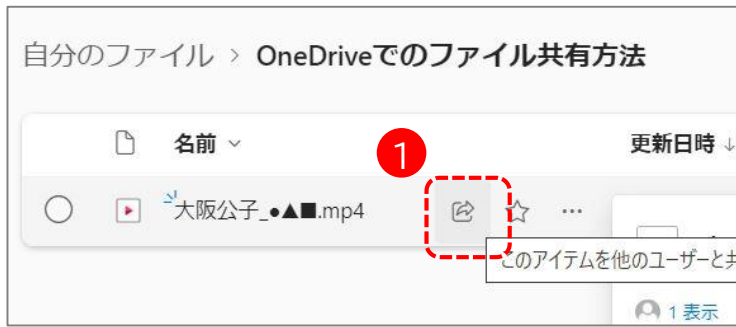 自分のファイル > OneDriveでのファイル共有方法
名前 更新日時 ↓
1
大阪公子_●▲■.mp4
このアイテムを他のユーザーと共
1 表示